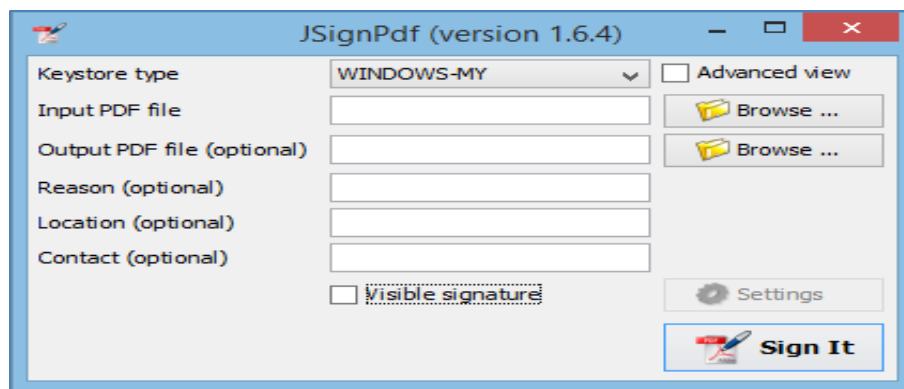 JSignPdf (version 1.6.4)
Keystore type WINDOWS-MY Advanced view
Input PDF file Browse ...
Output PDF file (optional) Browse ...
Reason (optional)
Location (optional)
Contact (optional)
Visible signature Settings
Sign It